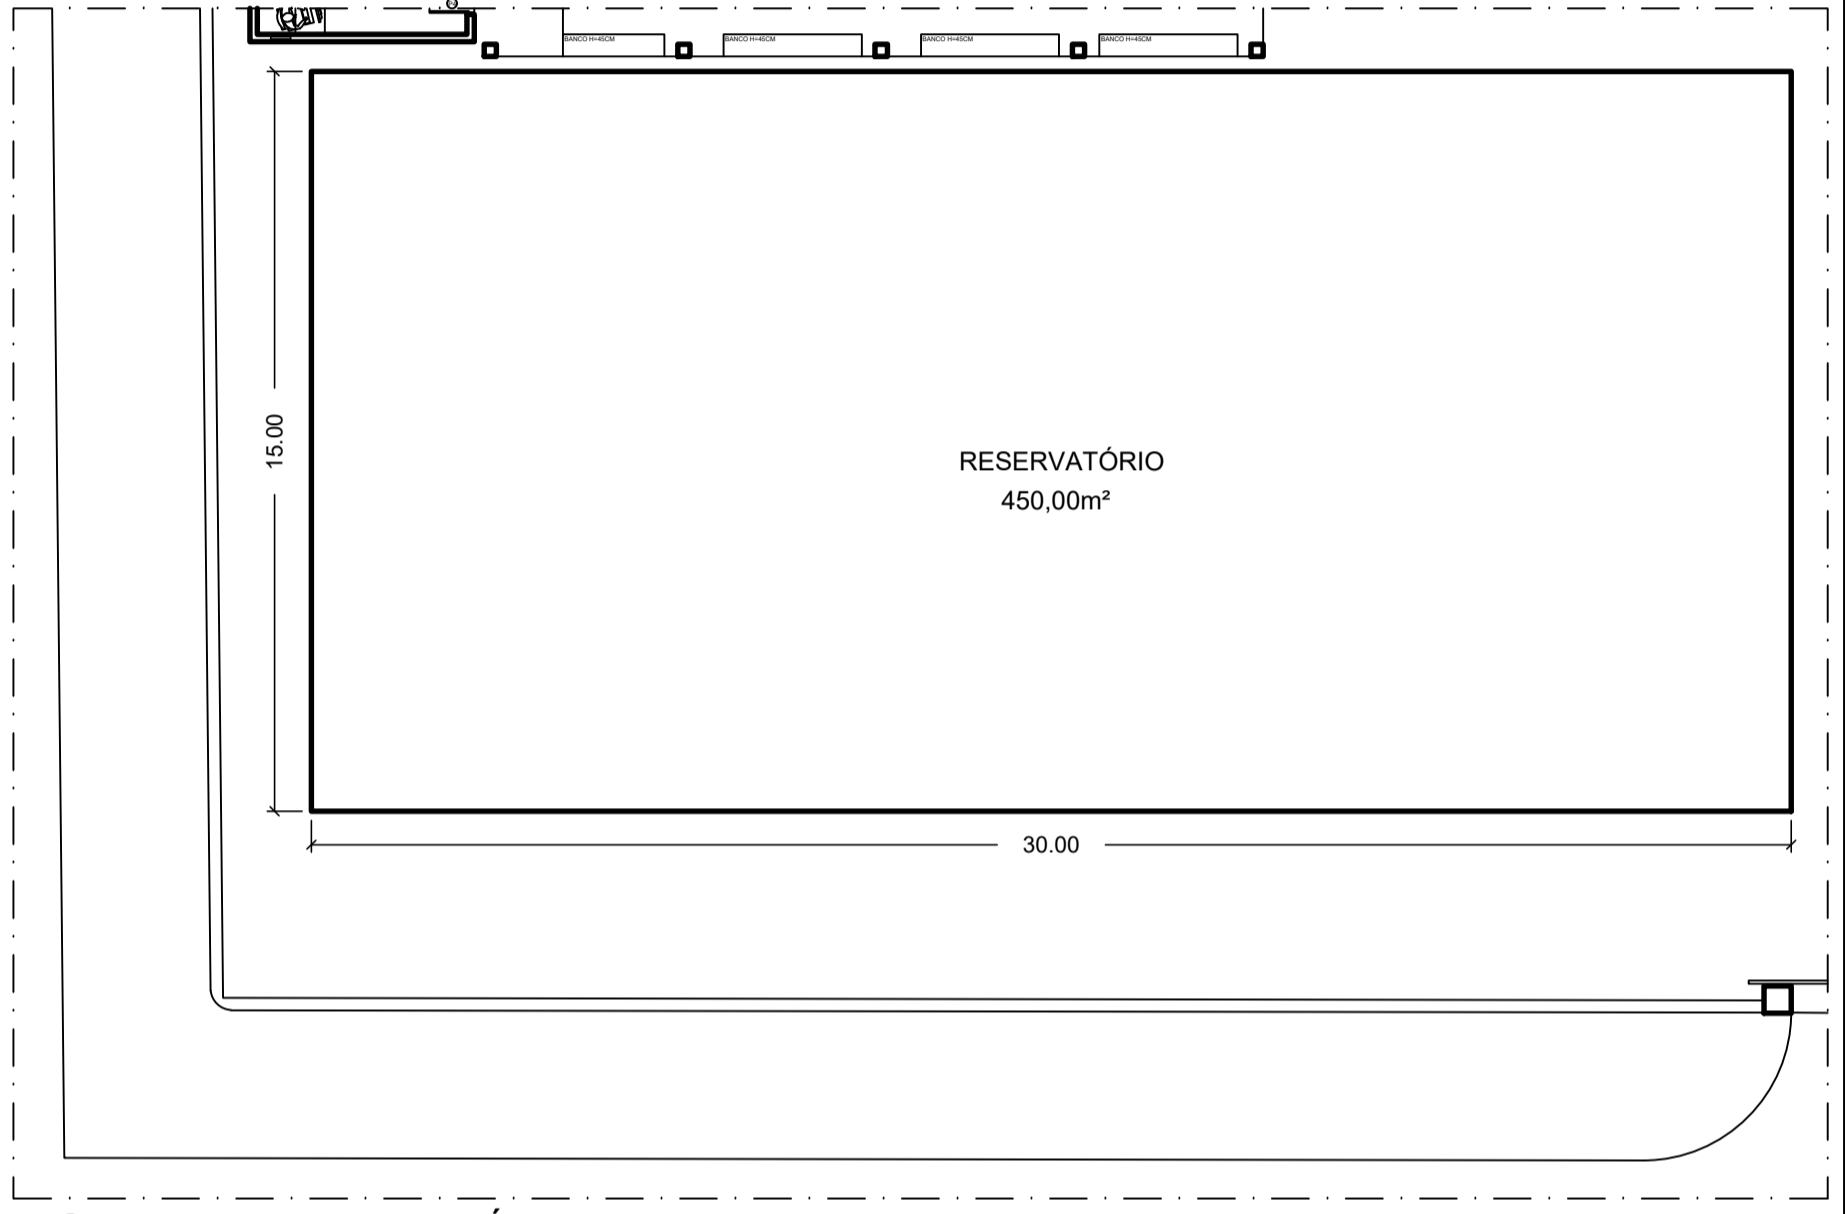 BANCO H=45CM
BANCO H=45CM
BANCO H=45CM
BANCO H=45CM
15.00
RESERVATÓRIO
450,00m²
30.00